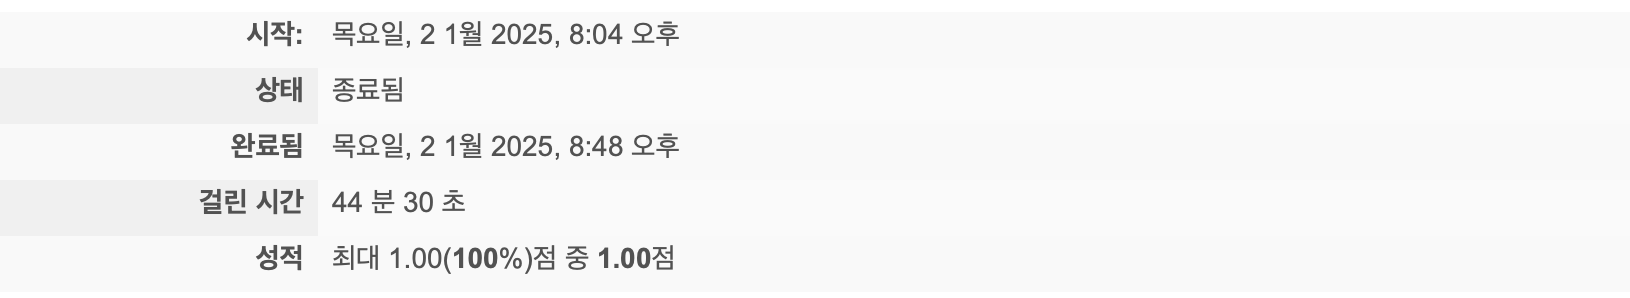 시작: 목요일, 2 1월 2025, 8:04 오후
상태 종료됨
완료됨 목요일, 2 1월 2025, 8:48 오후
걸린 시간 44 분 30 초
성적 최대 1.00(100%)점 중 1.00점